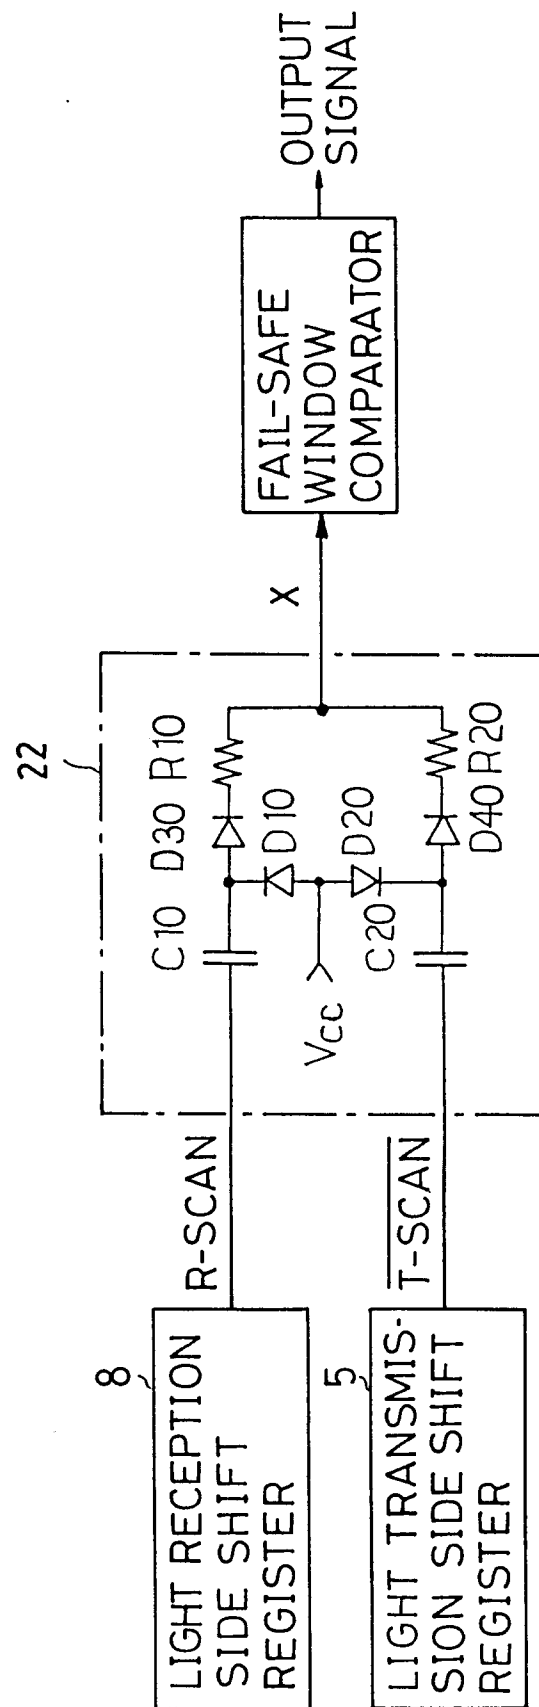 8
LIGHT RECEPTION
SIDE SHIFT
REGISTER
5
LIGHT TRANSMIS-
SION SIDE SHIFT
REGISTER
R-SCAN
T-SCAN
22
C10 D30 R10
D10
Vcc
D20
C20
D40 R20
X
FAIL-SAFE
WINDOW
COMPARATOR
OUTPUT
SIGNAL